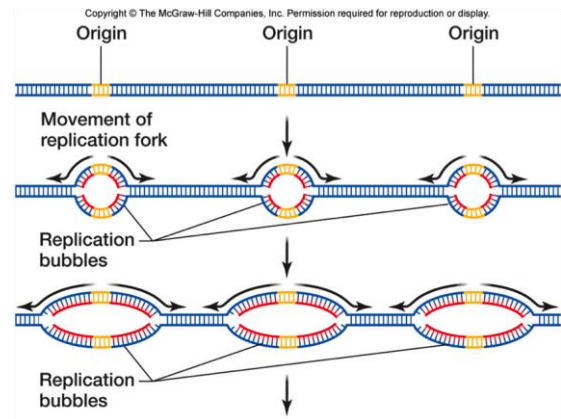 Copyright © The McGraw-Hill Companies, Inc. Permission required for reproduction or display.
Origin Origin Origin
Movement of
replication fork
Replication
bubbles
Replication
bubbles